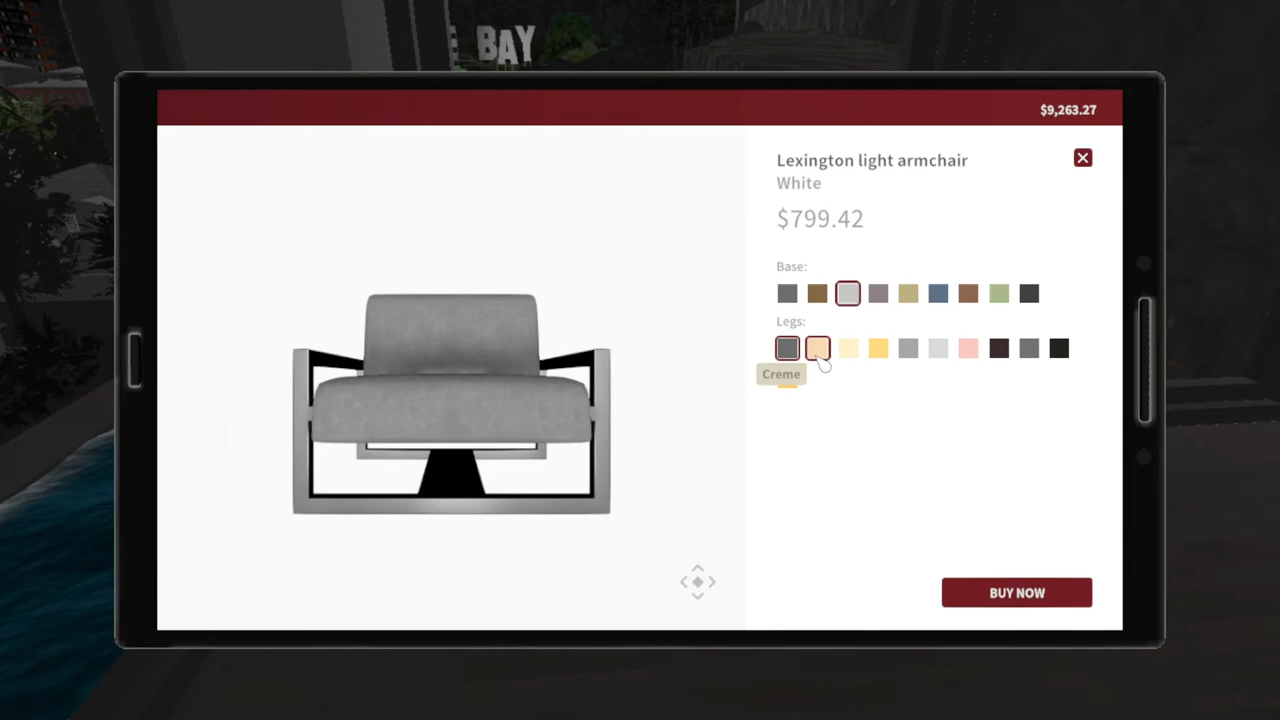 BAY
$9,263.27
Lexington light armchair
White
$799.42
Base:
Legs:
Creme
BUY NOW